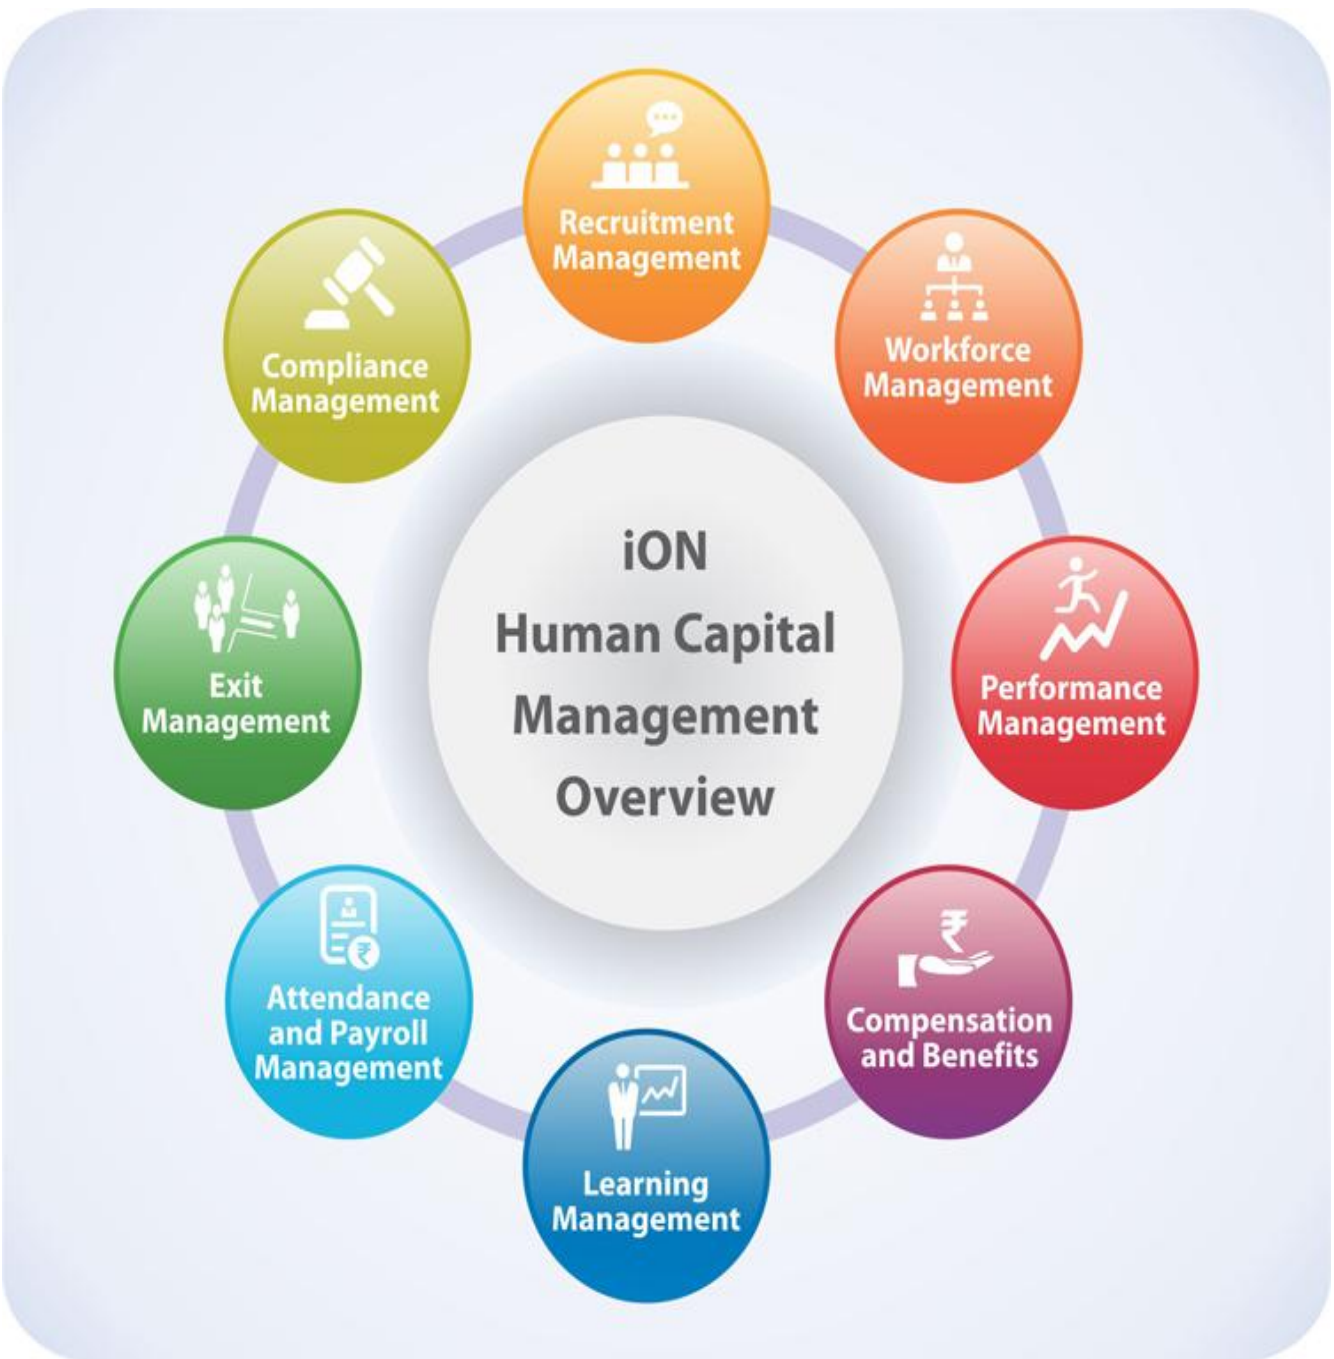 Recruitment
Management
Workforce
Management
Performance
Management
Compensation
and Benefits
Learning
Management
Attendance
and Payroll
Management
Exit
Management
Compliance
Management
iON
Human Capital
Management
Overview
₹
₹